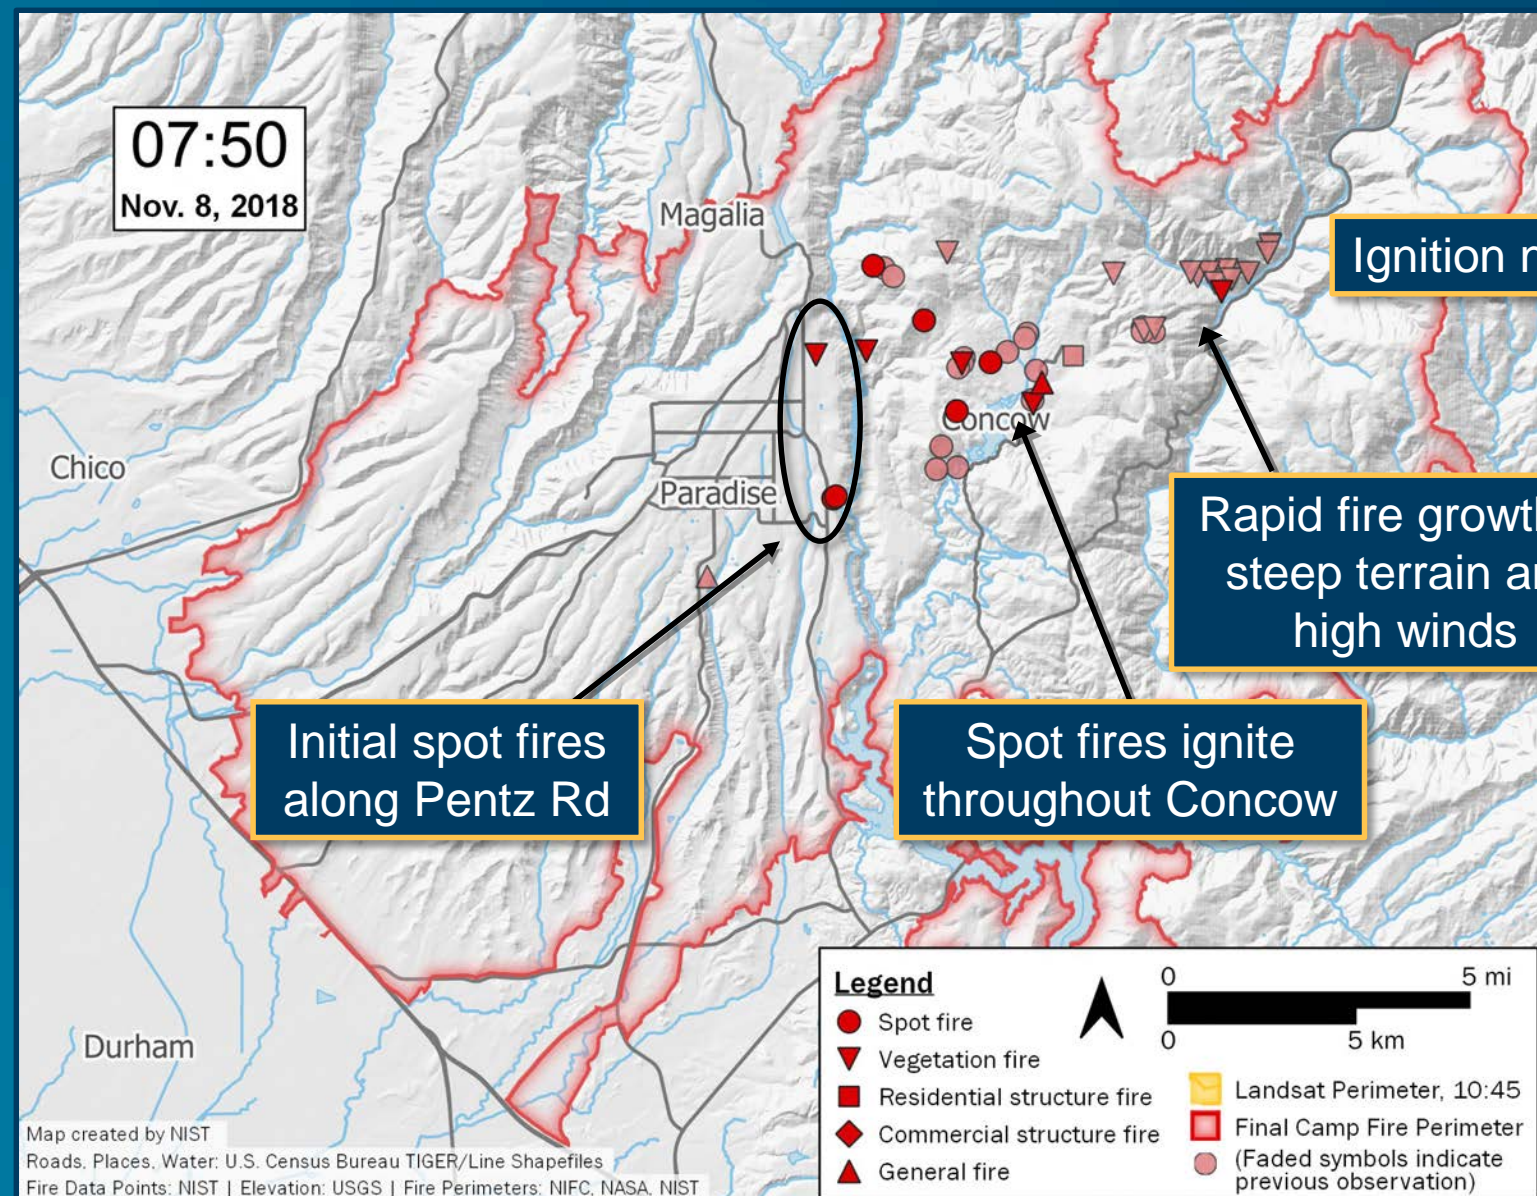 07:50
Nov. 8, 2018
Magalia
Ignition
Chico
Concow
Paradise
Rapid fire
steep terrain
high winds
Initial spot fires
along Pentz Rd
Spot fires ignite
throughout Concow
Durham
Legend
Spot fire
Vegetation fire
Residential structure fire
Commercial structure fire
General fire
0 5 mi
0 5 km
Landsat Perimeter, 10:45
Final Camp Fire Perimeter
(Faded symbols indicate
previous observation)
Map created by NIST
Roads, Places, Water: U.S. Census Bureau TIGER/Line Shapefiles
Fire Data Points: NIST | Elevation: USGS | Fire Perimeters: NIFC, NASA, NIST